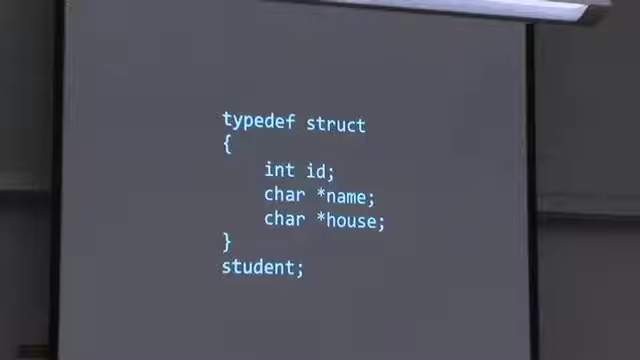 typedef struct
{
    int id;
    char *name;
    char *house;
}
student;